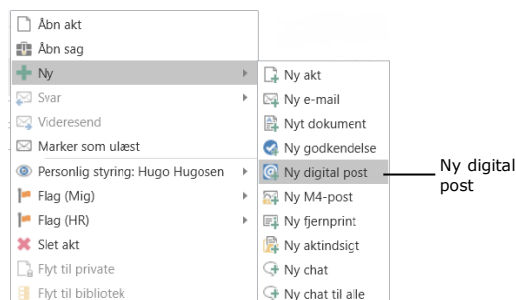 Åbn akt
Åbn sag
Ny
Svar
Videresend
Marker som ulæst
Personlig styring: Hugo Hugosen
Flag (Mig)
Flag (HR)
Slet akt
Flyt til private
Flyt til bibliotek
Ny akt
Ny e-mail
Nyt dokument
Ny godkendelse
Ny digital post
Ny M4-post
Ny fjernprint
Ny aktindsigt
Ny chat
Ny chat til alle
Ny digital
post